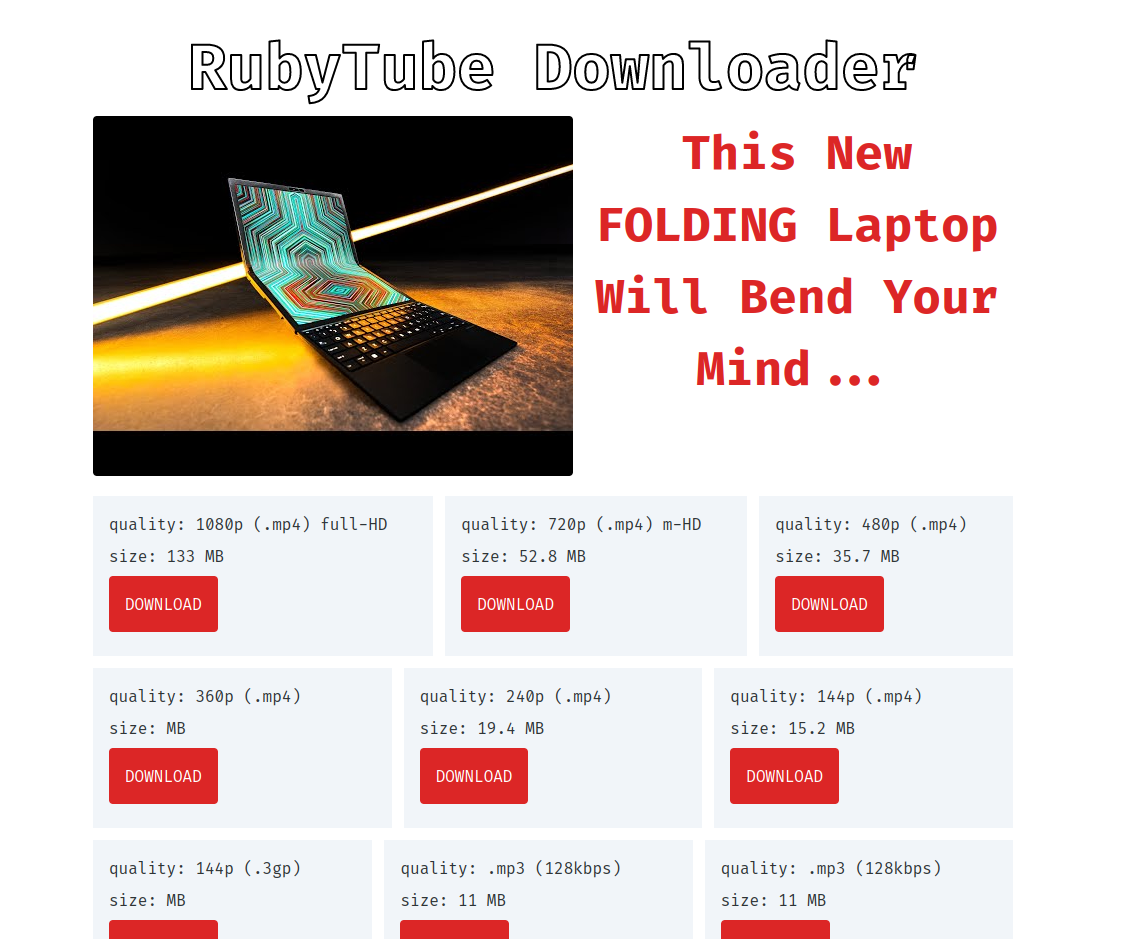 RubyTube Downloader
This New
FOLDING Laptop
Will Bend Your
Mind...
quality: 1080p (.mp4) full-HD
size: 133 MB
DOWNLOAD
quality: 720p (.mp4) m-HD
size: 52.8 MB
DOWNLOAD
quality: 480p (.mp4)
size: 35.7 MB
DOWNLOAD
quality: 360p (.mp4)
size: MB
DOWNLOAD
quality: 240p (.mp4)
size: 19.4 MB
DOWNLOAD
quality: 144p (.mp4)
size: 15.2 MB
DOWNLOAD
quality: 144p (.3gp)
size: MB
quality: .mp3 (128kbps)
size: 11 MB
quality: .mp3 (128kbps)
size: 11 MB